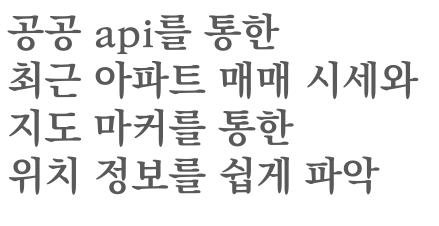 공공 api를 통한
최근 아파트 매매 시세와
지도 마커를 통한
위치 정보를 쉽게 파악